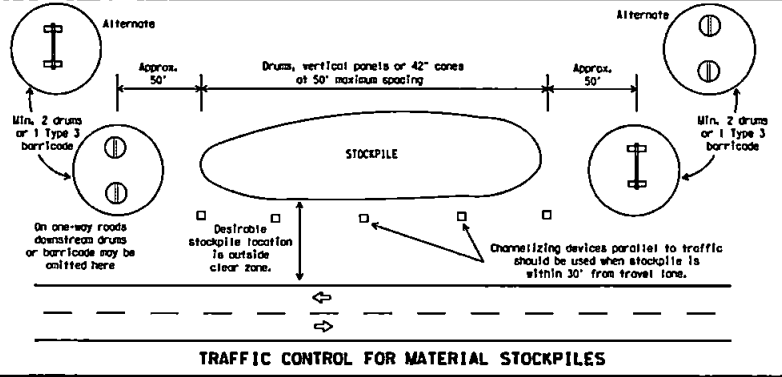 Alternate
Alternate
Approx.
50'
Drums, vertical panels or 42" cones
at 50' maximum spacing
Approx.
50'
Min. 2 drums
or 1 Type 3
barricade
Min. 2 drums
or 1 Type 3
barricade
STOCKPILE
On one-way roads
downstream drums
or barricade may be
omitted here
Desirable
stockpile location
is outside
clear zone.
Channelizing devices parallel to traffic
should be used when stockpile is
within 30' from travel lane.
TRAFFIC CONTROL FOR MATERIAL STOCKPILES